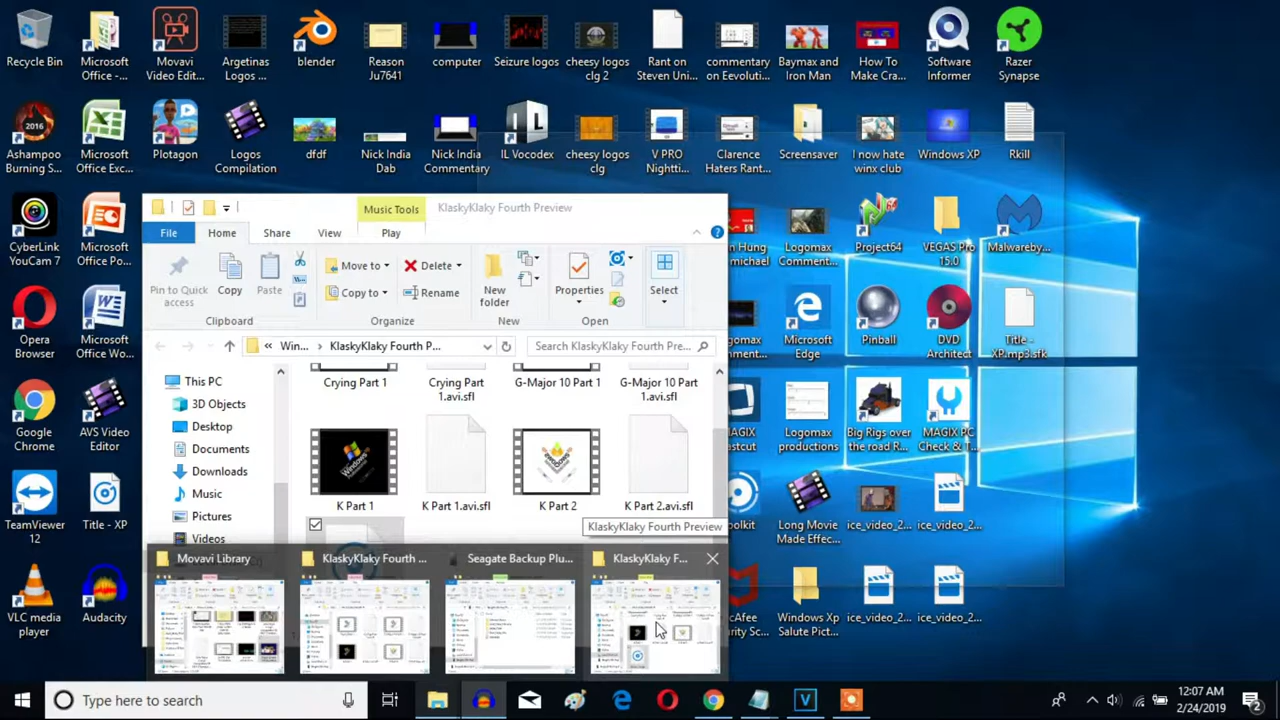 Recycle Bin
Microsoft
Office -...
Movavi
Video Edit...
Argetinas
Logos ...
blender
Reason
Ju7641
computer
Seizure logos
cheesy logos
clg 2
Rant on
Steven Uni...
commentary
on Eevolouti...
Baymax and
Iron Man
How To
Make Cra...
Software
Informer
Razer
Synapse
2016
Ashampoo
Burning S...
Microsoft
Office Exc...
Plotagon
Logos
Compilation
dfdf
Nick India
Dab
Nick India
Commentary
IL Vocodex
cheesy logos
clg
V PRO
Nightti...
Clarence
Haters Rant...
Screensaver
I now hate
winx club
Windows XP
Rkill
CyberLink
YouCam 7
Microsoft
Office Po...
Logomax
Comment...
Project64
VEGAS Pro
15.0
Malwareby...
Opera
Browser
Microsoft
Office Wo...
Microsoft
Edge
Pinball
DVD
Architect
Title -
XP.mp3.sfk
Google
Chrome
AVS Video
Editor
Logomax
productions
Big Rigs over
the road R...
MAGIX PC
Check & T...
TeamViewer
12
Title - XP
Long Movie
Made Effec...
ice_video_2...
ice_video_2...
VLC media
player
Audacity
Windows Xp
Salute Pict...
ice_video_2...
ice_video_2...
Music Tools
KlaskyKlaky Fourth Preview
File
Home
Share
View
Play
Pin to Quick
access
Copy
Paste
Move to
Copy to
Delete
Rename
New
folder
Properties
Select
Clipboard
Organize
New
Open
« Win... › KlaskyKlaky Fourth P...
Search KlaskyKlaky Fourth Pre...
This PC
3D Objects
Desktop
Documents
Downloads
Music
Pictures
Videos
Crying Part 1
Crying Part
1.avi.sfl
G-Major 10 Part 1
G-Major 10 Part
1.avi.sfl
K Part 1
K Part 1.avi.sfl
K Part 2
K Part 2.avi.sfl
KlaskyKlaky Fourth Preview
Movavi Library
KlaskyKlaky Fourth ...
Seagate Backup Plu...
KlaskyKlaky F...
Type here to search
12:07 AM
2/24/2019
2